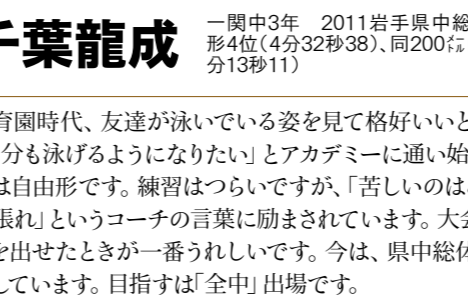 千葉龍成
一関中3年 2011岩手県中総
形4位(4分32秒38)、同200㍍
分13秒11)
育園時代、友達が泳いでいる姿を見て格好いいと
分も泳げるようになりたい」とアカデミーに通い始
は自由形です。練習はつらいですが、「苦しいのは
張れ」というコーチの言葉に励まされています。大会
を出せたときが一番うれしいです。今は、県中総体
しています。目指すは「全中」出場です。